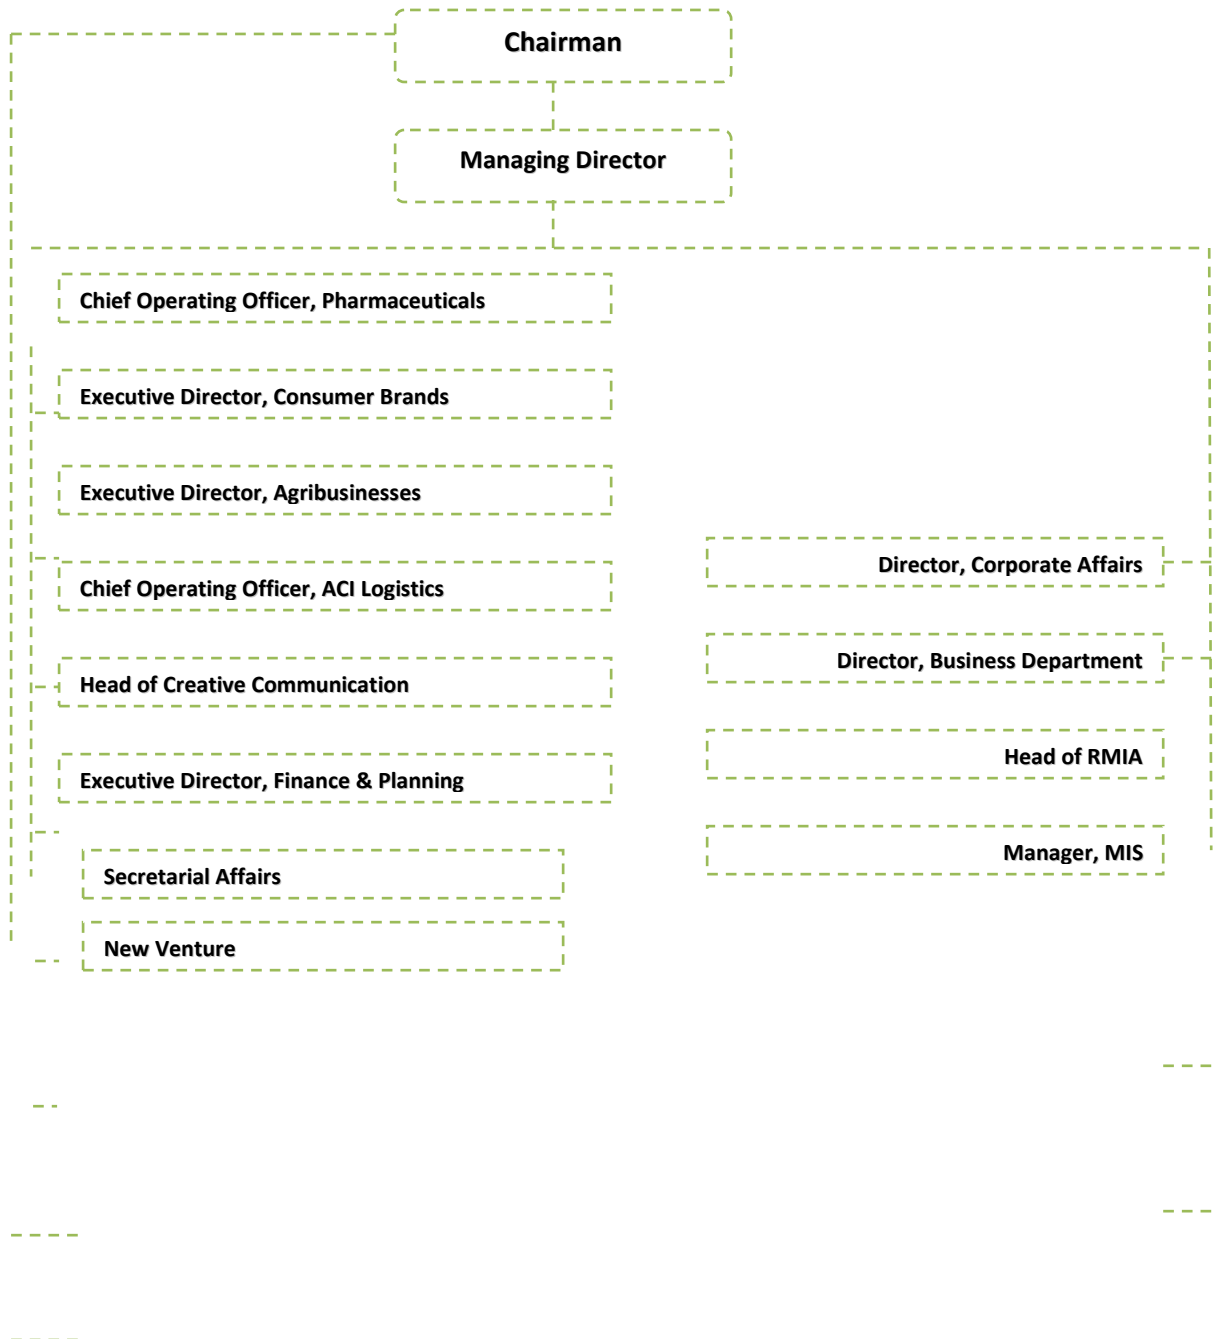 Chairman
Managing Director
Chief Operating Officer, Pharmaceuticals
Executive Director, Consumer Brands
Executive Director, Agribusinesses
Chief Operating Officer, ACI Logistics
Head of Creative Communication
Executive Director, Finance & Planning
Secretarial Affairs
New Venture
Director, Corporate Affairs
Director, Business Department
Head of RMIA
Manager, MIS